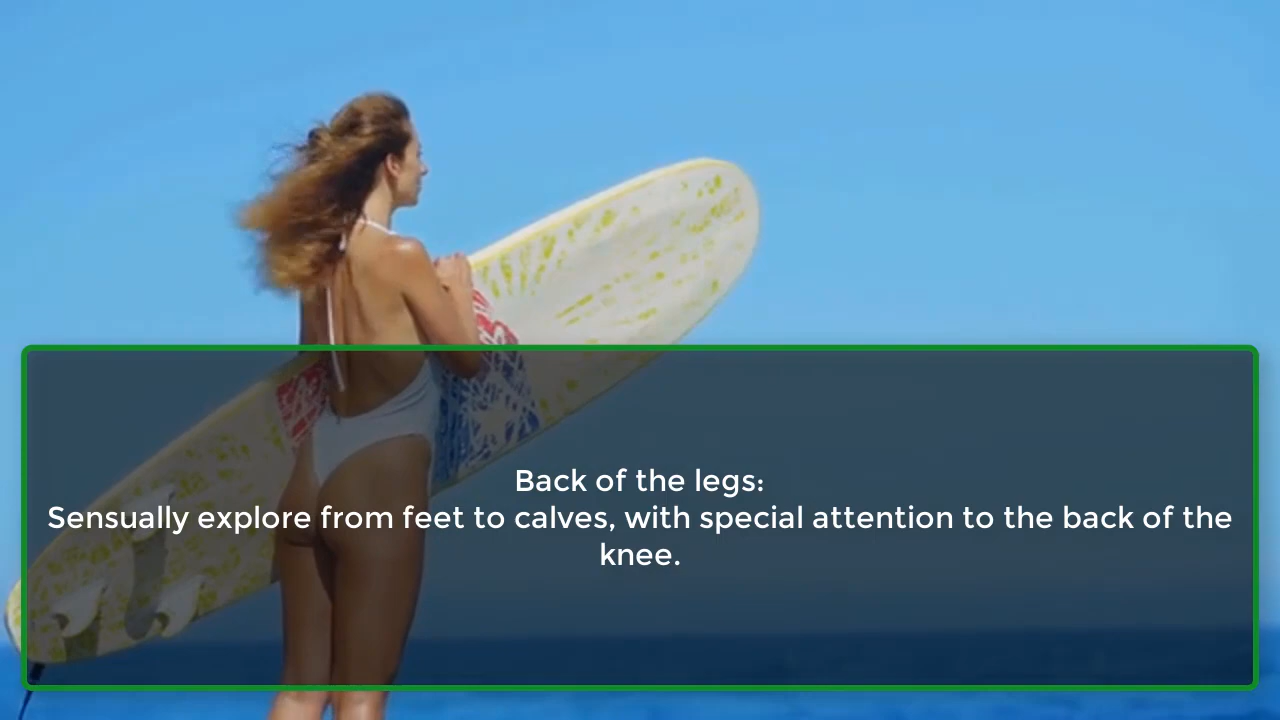 Back of the legs:
Sensually explore from feet to calves, with special attention to the back of the
knee.